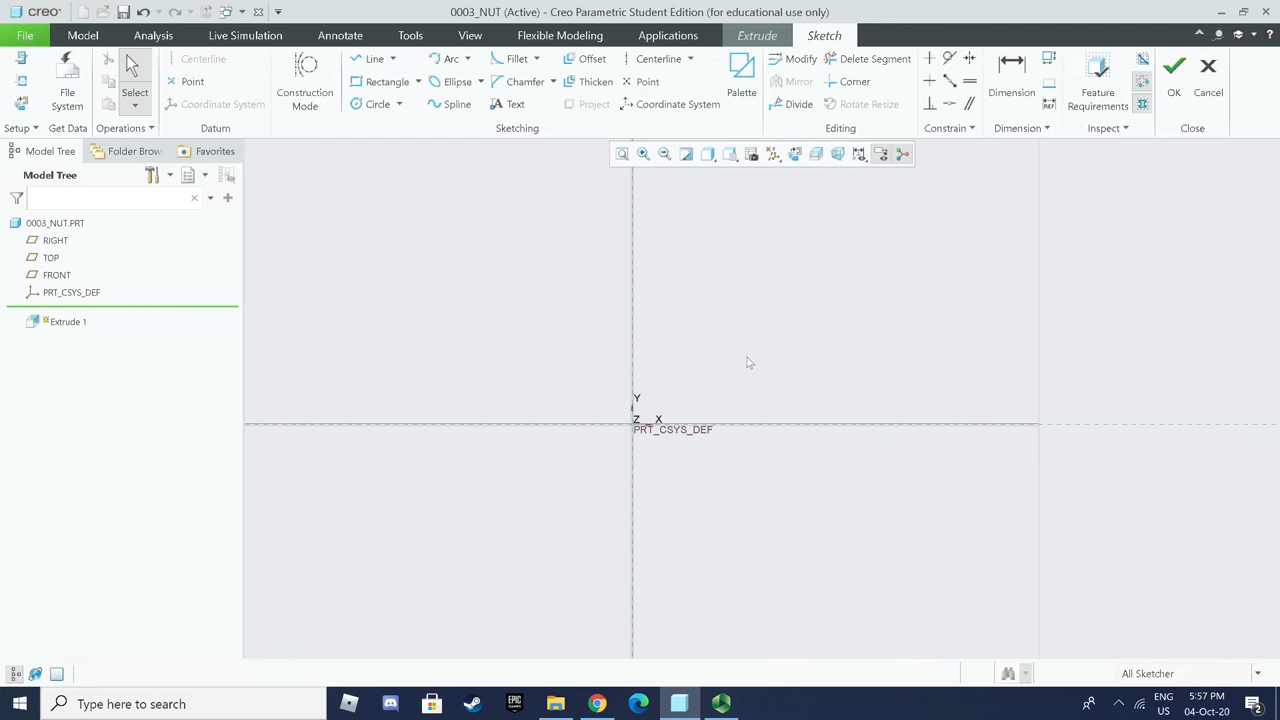 creo
0003_NUT (Active) - Creo Parametric Student Edition (for educational use only)
File Model Analysis Live Simulation Annotate Tools View Flexible Modeling Applications Extrude Sketch
Centerline Line Arc Fillet Offset Centerline Modify Delete Segment
Point Rectangle Ellipse Chamfer Thicken Point Mirror Corner
Coordinate System Circle Spline Text Project Coordinate System Divide Rotate Resize
File System
Select
Construction Mode
Palette
Dimension
Feature Requirements
OK
Cancel
Setup Get Data Operations Datum Sketching Editing Constrain Dimension Inspect Close
Model Tree Folder Brow Favorites
Model Tree
0003_NUT.PRT
RIGHT
TOP
FRONT
PRT_CSYS_DEF
Extrude 1
Y
Z X
PRT_CSYS_DEF
REF
All Sketcher
Type here to search
ENG
US
5:57 PM
04-Oct-20
2
EPIC
GAMES